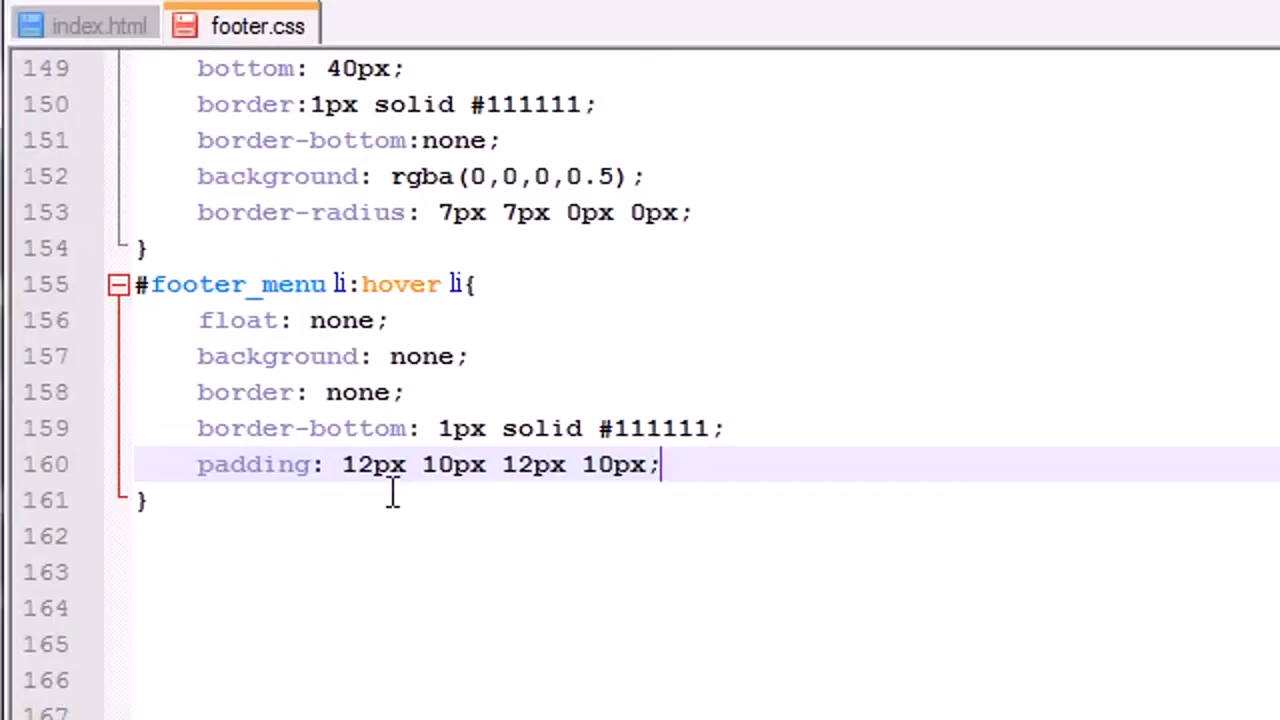 index.html footer.css
149 bottom: 40px;
150 border:1px solid #111111;
151 border-bottom:none;
152 background: rgba(0,0,0,0.5);
153 border-radius: 7px 7px 0px 0px;
154 }
155 #footer_menu li:hover li{
156 float: none;
157 background: none;
158 border: none;
159 border-bottom: 1px solid #111111;
160 padding: 12px 10px 12px 10px;
161 }
162
163
164
165
166
167